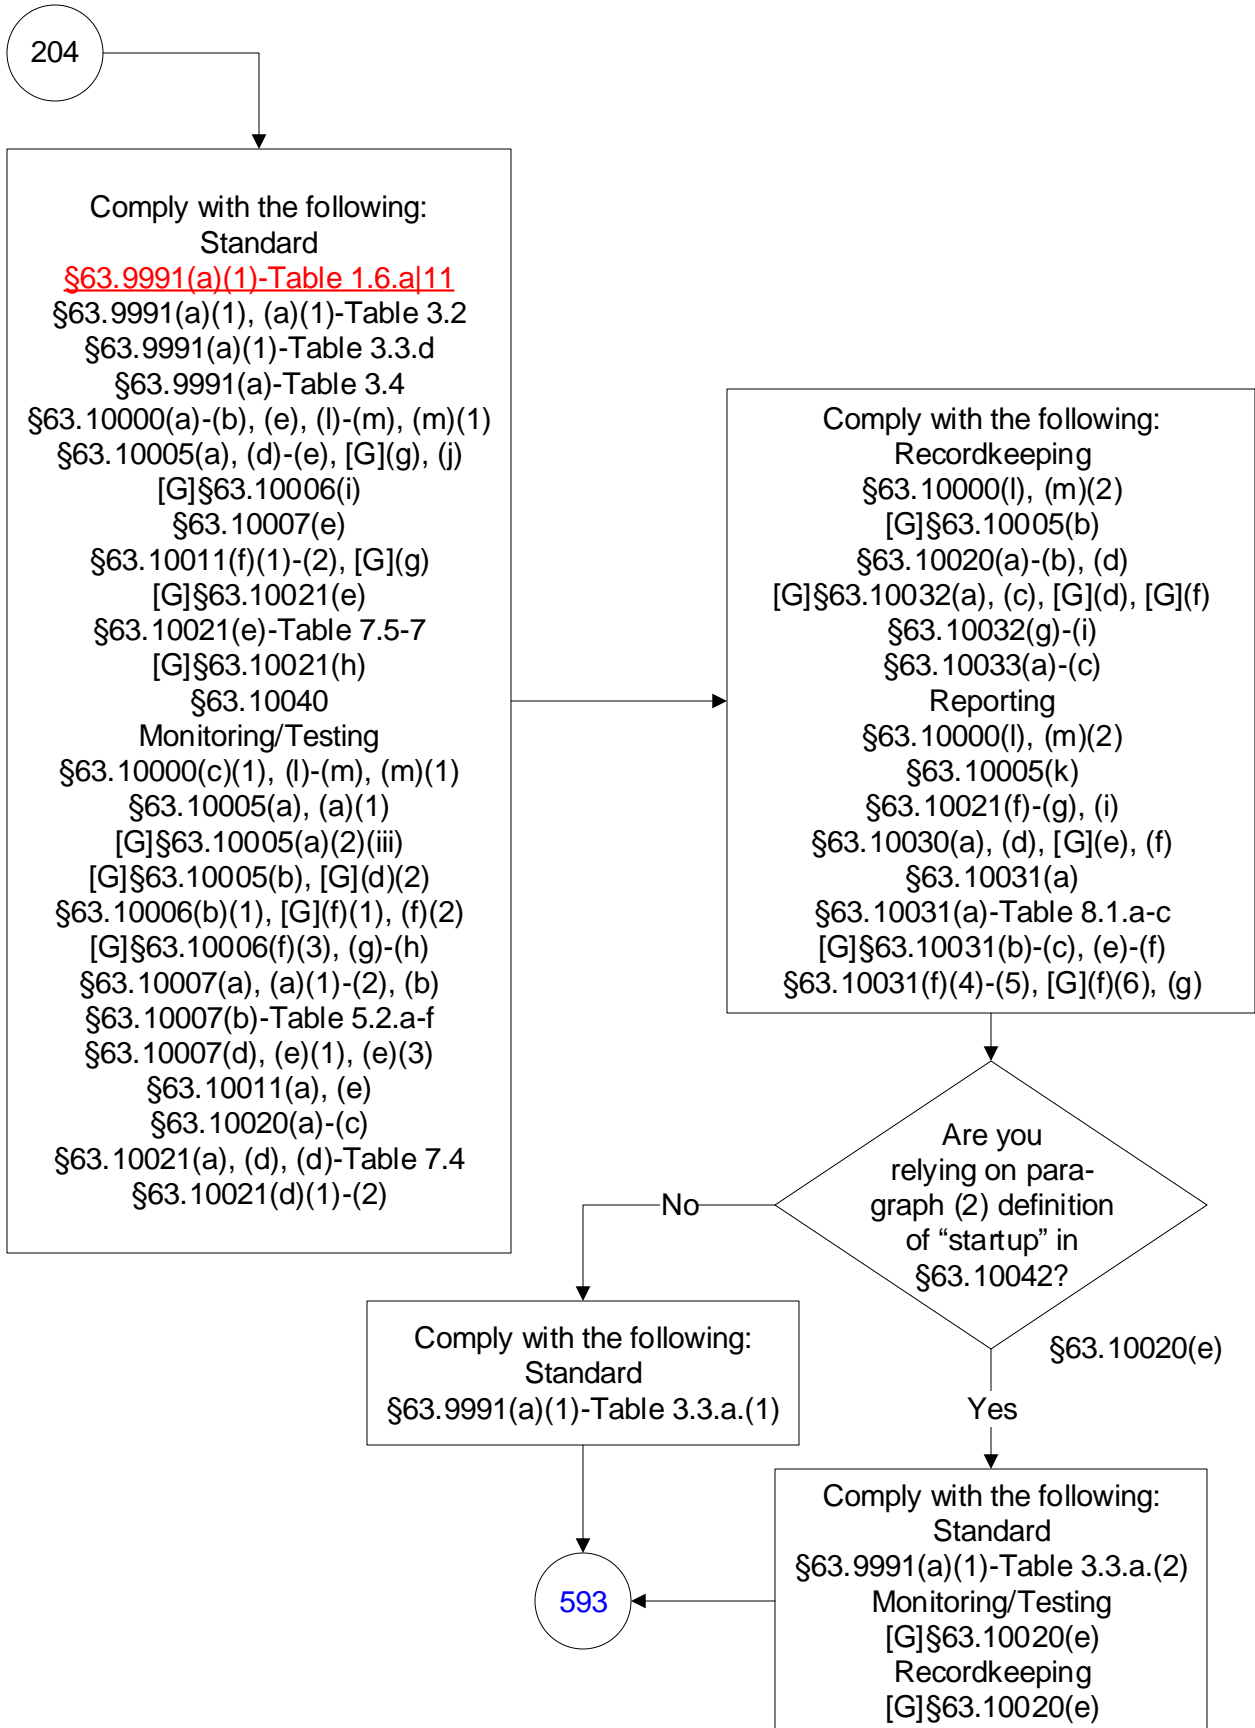 204
Comply with the following:
Standard
§63.9991(a)(1)-Table 1.6.a|11
§63.9991(a)(1), (a)(1)-Table 3.2
§63.9991(a)(1)-Table 3.3.d
§63.9991(a)-Table 3.4
§63.10000(a)-(b), (e), (l)-(m), (m)(1)
§63.10005(a), (d)-(e), [G](g), (j)
[G]§63.10006(i)
§63.10007(e)
§63.10011(f)(1)-(2), [G](g)
[G]§63.10021(e)
§63.10021(e)-Table 7.5-7
[G]§63.10021(h)
§63.10040
Monitoring/Testing
§63.10000(c)(1), (l)-(m), (m)(1)
§63.10005(a), (a)(1)
[G]§63.10005(a)(2)(iii)
[G]§63.10005(b), [G](d)(2)
§63.10006(b)(1), [G](f)(1), (f)(2)
[G]§63.10006(f)(3), (g)-(h)
§63.10007(a), (a)(1)-(2), (b)
§63.10007(b)-Table 5.2.a-f
§63.10007(d), (e)(1), (e)(3)
§63.10011(a), (e)
§63.10020(a)-(c)
§63.10021(a), (d), (d)-Table 7.4
§63.10021(d)(1)-(2)
Comply with the following:
Recordkeeping
§63.10000(l), (m)(2)
[G]§63.10005(b)
§63.10020(a)-(b), (d)
[G]§63.10032(a), (c), [G](d), [G](f)
§63.10032(g)-(i)
§63.10033(a)-(c)
Reporting
§63.10000(l), (m)(2)
§63.10005(k)
§63.10021(f)-(g), (i)
§63.10030(a), (d), [G](e), (f)
§63.10031(a)
§63.10031(a)-Table 8.1.a-c
[G]§63.10031(b)-(c), (e)-(f)
§63.10031(f)(4)-(5), [G](f)(6), (g)
Are you
relying on para-
graph (2) definition
of “startup” in
§63.10042?
§63.10020(e)
No
Comply with the following:
Standard
§63.9991(a)(1)-Table 3.3.a.(1)
Yes
Comply with the following:
Standard
§63.9991(a)(1)-Table 3.3.a.(2)
Monitoring/Testing
[G]§63.10020(e)
Recordkeeping
[G]§63.10020(e)
593